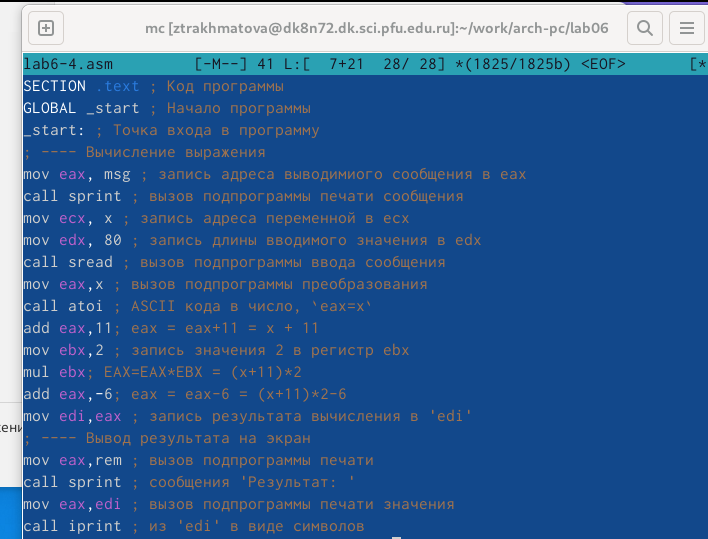 mc [ztrakhmatova@dk8n72.dk.sci.pfu.edu.ru]:~/work/arch-pc/lab06
lab6-4.asm [-M--] 41 L:[ 7+21 28/ 28] *(1825/1825b) <EOF> [*
SECTION .text ; Код программы
GLOBAL _start ; Начало программы
_start: ; Точка входа в программу
; ---- Вычисление выражения
mov eax, msg ; запись адреса выводимиого сообщения в eax
call sprint ; вызов подпрограммы печати сообщения
mov ecx, x ; запись адреса переменной в ecx
mov edx, 80 ; запись длины вводимого значения в edx
call sread ; вызов подпрограммы ввода сообщения
mov eax,x ; вызов подпрограммы преобразования
call atoi ; ASCII кода в число, `eax=x`
add eax,11; eax = eax+11 = x + 11
mov ebx,2 ; запись значения 2 в регистр ebx
mul ebx; EAX=EAX*EBX = (x+11)*2
add eax,-6; eax = eax-6 = (x+11)*2-6
mov edi,eax ; запись результата вычисления в 'edi'
; ---- Вывод результата на экран
mov eax,rem ; вызов подпрограммы печати
call sprint ; сообщения 'Результат: '
mov eax,edi ; вызов подпрограммы печати значения
call iprint ; из 'edi' в виде символов